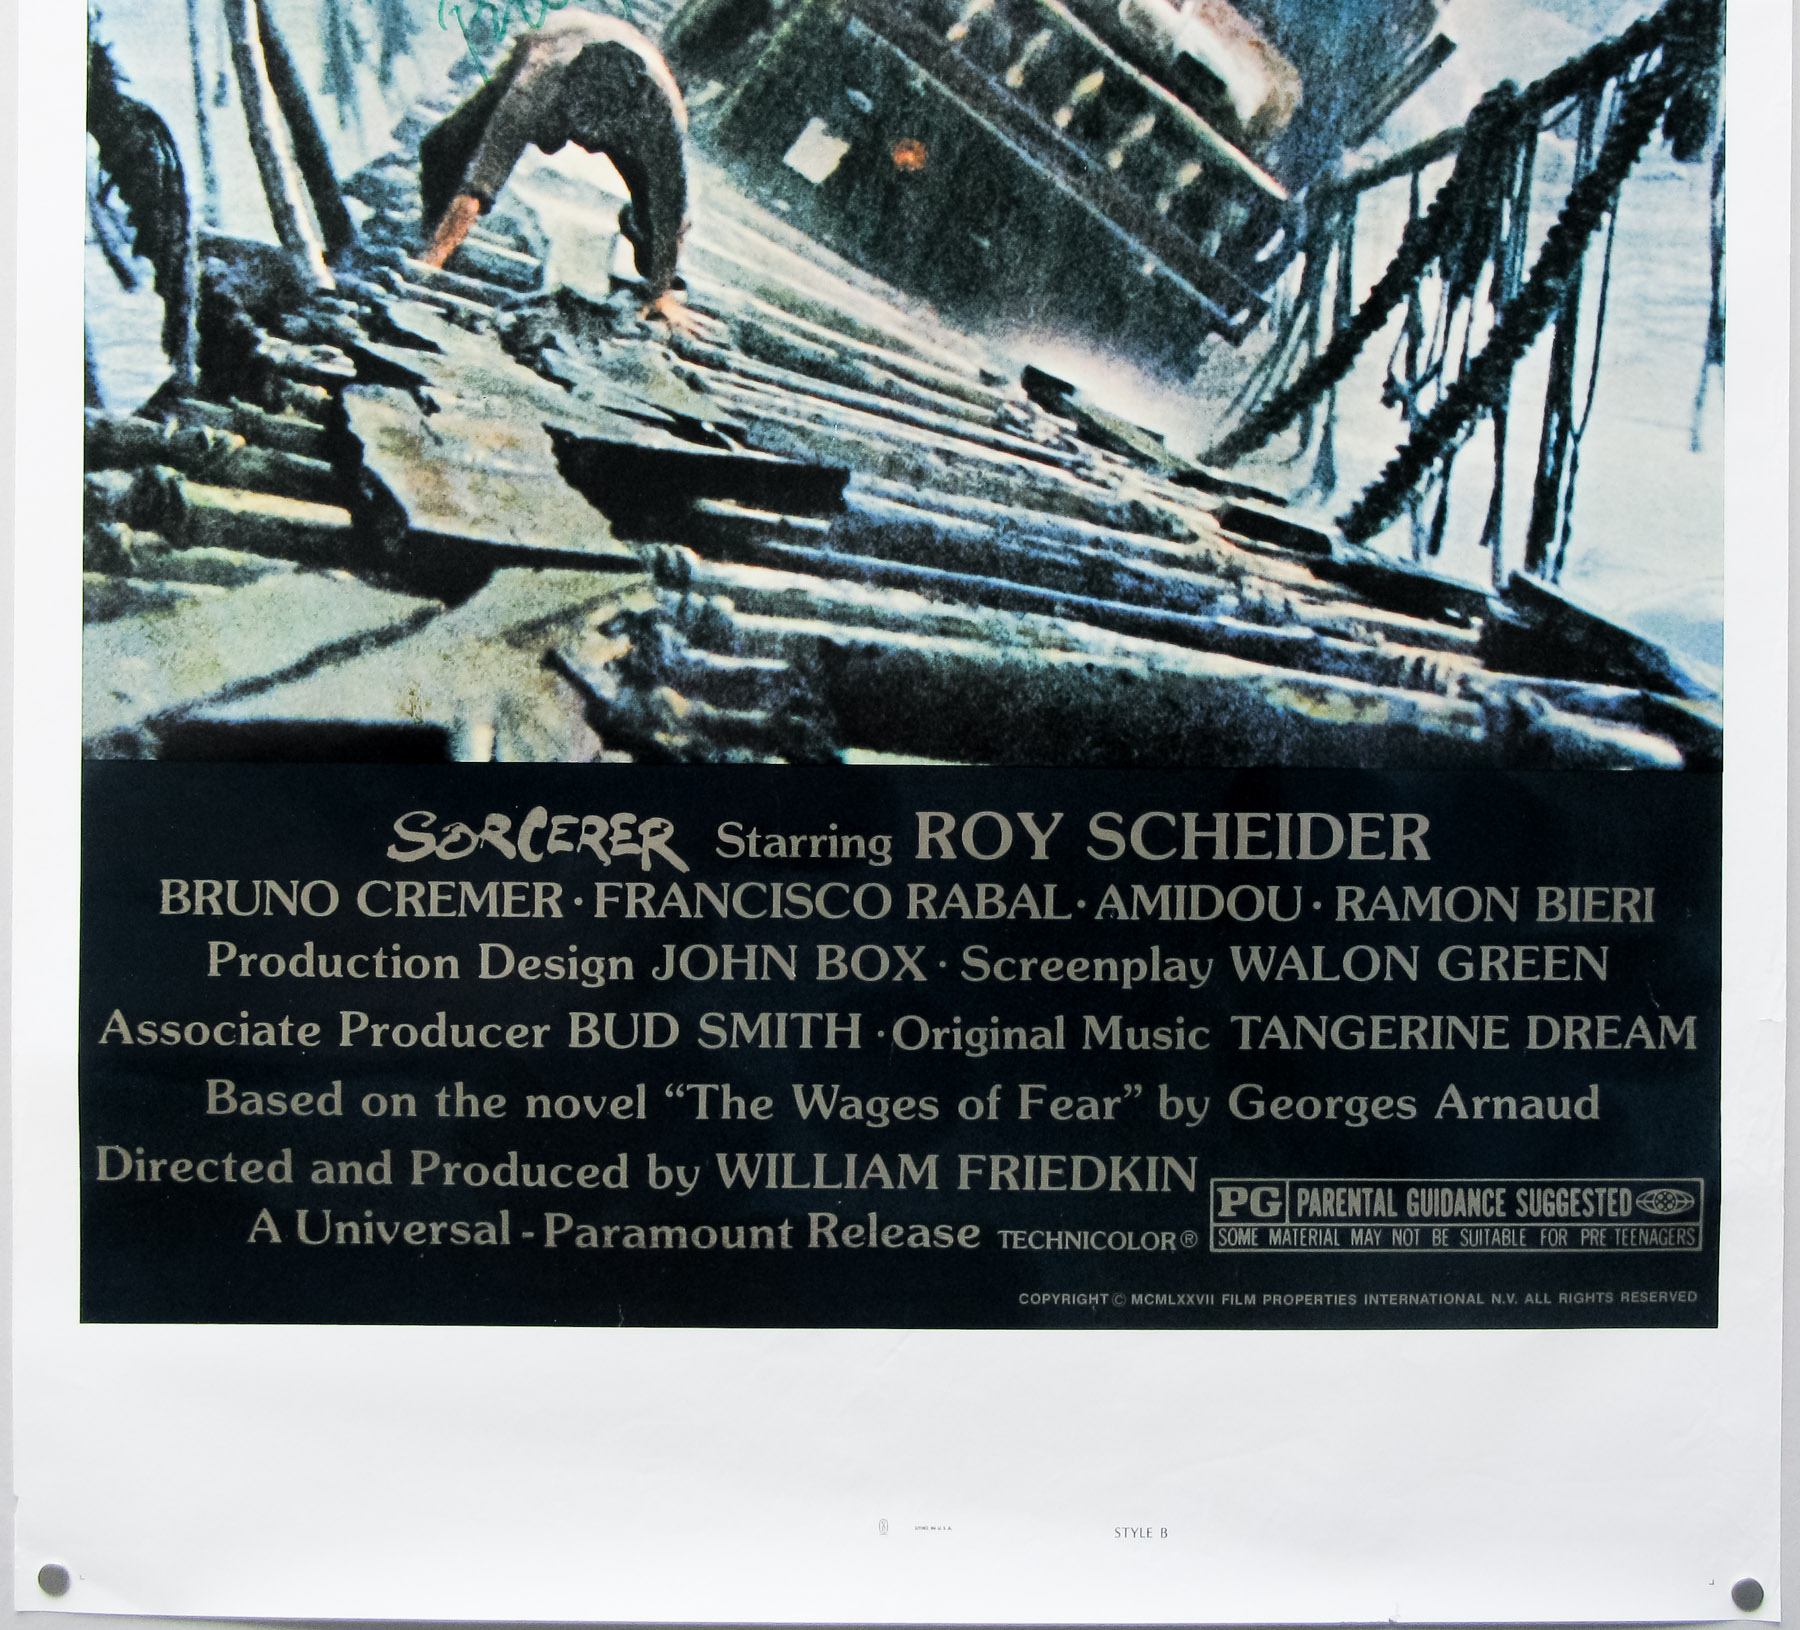 SORCERER Starring ROY SCHEIDER
BRUNO CREMER · FRANCISCO RABAL · AMIDOU · RAMON BIERI
Production Design JOHN BOX · Screenplay WALON GREEN
Associate Producer BUD SMITH · Original Music TANGERINE DREAM
Based on the novel “The Wages of Fear” by Georges Arnaud
Directed and Produced by WILLIAM FRIEDKIN
A Universal - Paramount Release TECHNICOLOR®
PG PARENTAL GUIDANCE SUGGESTED
SOME MATERIAL MAY NOT BE SUITABLE FOR PRE-TEENAGERS
COPYRIGHT © MCMLXXVII FILM PROPERTIES INTERNATIONAL N.V. ALL RIGHTS RESERVED
STYLE B